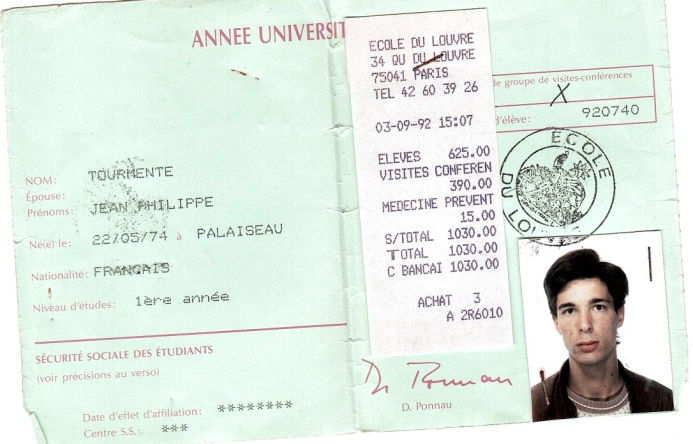 ANNEE UNIVERSIT
NOM: TOURMENTE
Épouse:
Prénoms: JEAN PHILIPPE
Né(e) le: 22/05/74 à PALAISEAU
Nationalité: FRANCAIS
Niveau d'études: 1ère année
SÉCURITÉ SOCIALE DES ÉTUDIANTS
(voir précisions au verso)
Date d'effet d'affiliation: ********
Centre S.S.:. ***
ECOLE DU LOUVRE
34 QU DU LOUVRE
75041 PARIS
TEL 42 60 39 26
03-09-92 15:07
ELEVES 625.00
VISITES CONFEREN
390.00
MEDECINE PREVENT
15.00
S/TOTAL 1030.00
TOTAL 1030.00
C BANCAI 1030.00
ACHAT 3
A 2R6010
de groupe de visites-conférences
X
d'élève: 920740
ECOLE
DU LOU
D. Ponnau
D. Ponnau